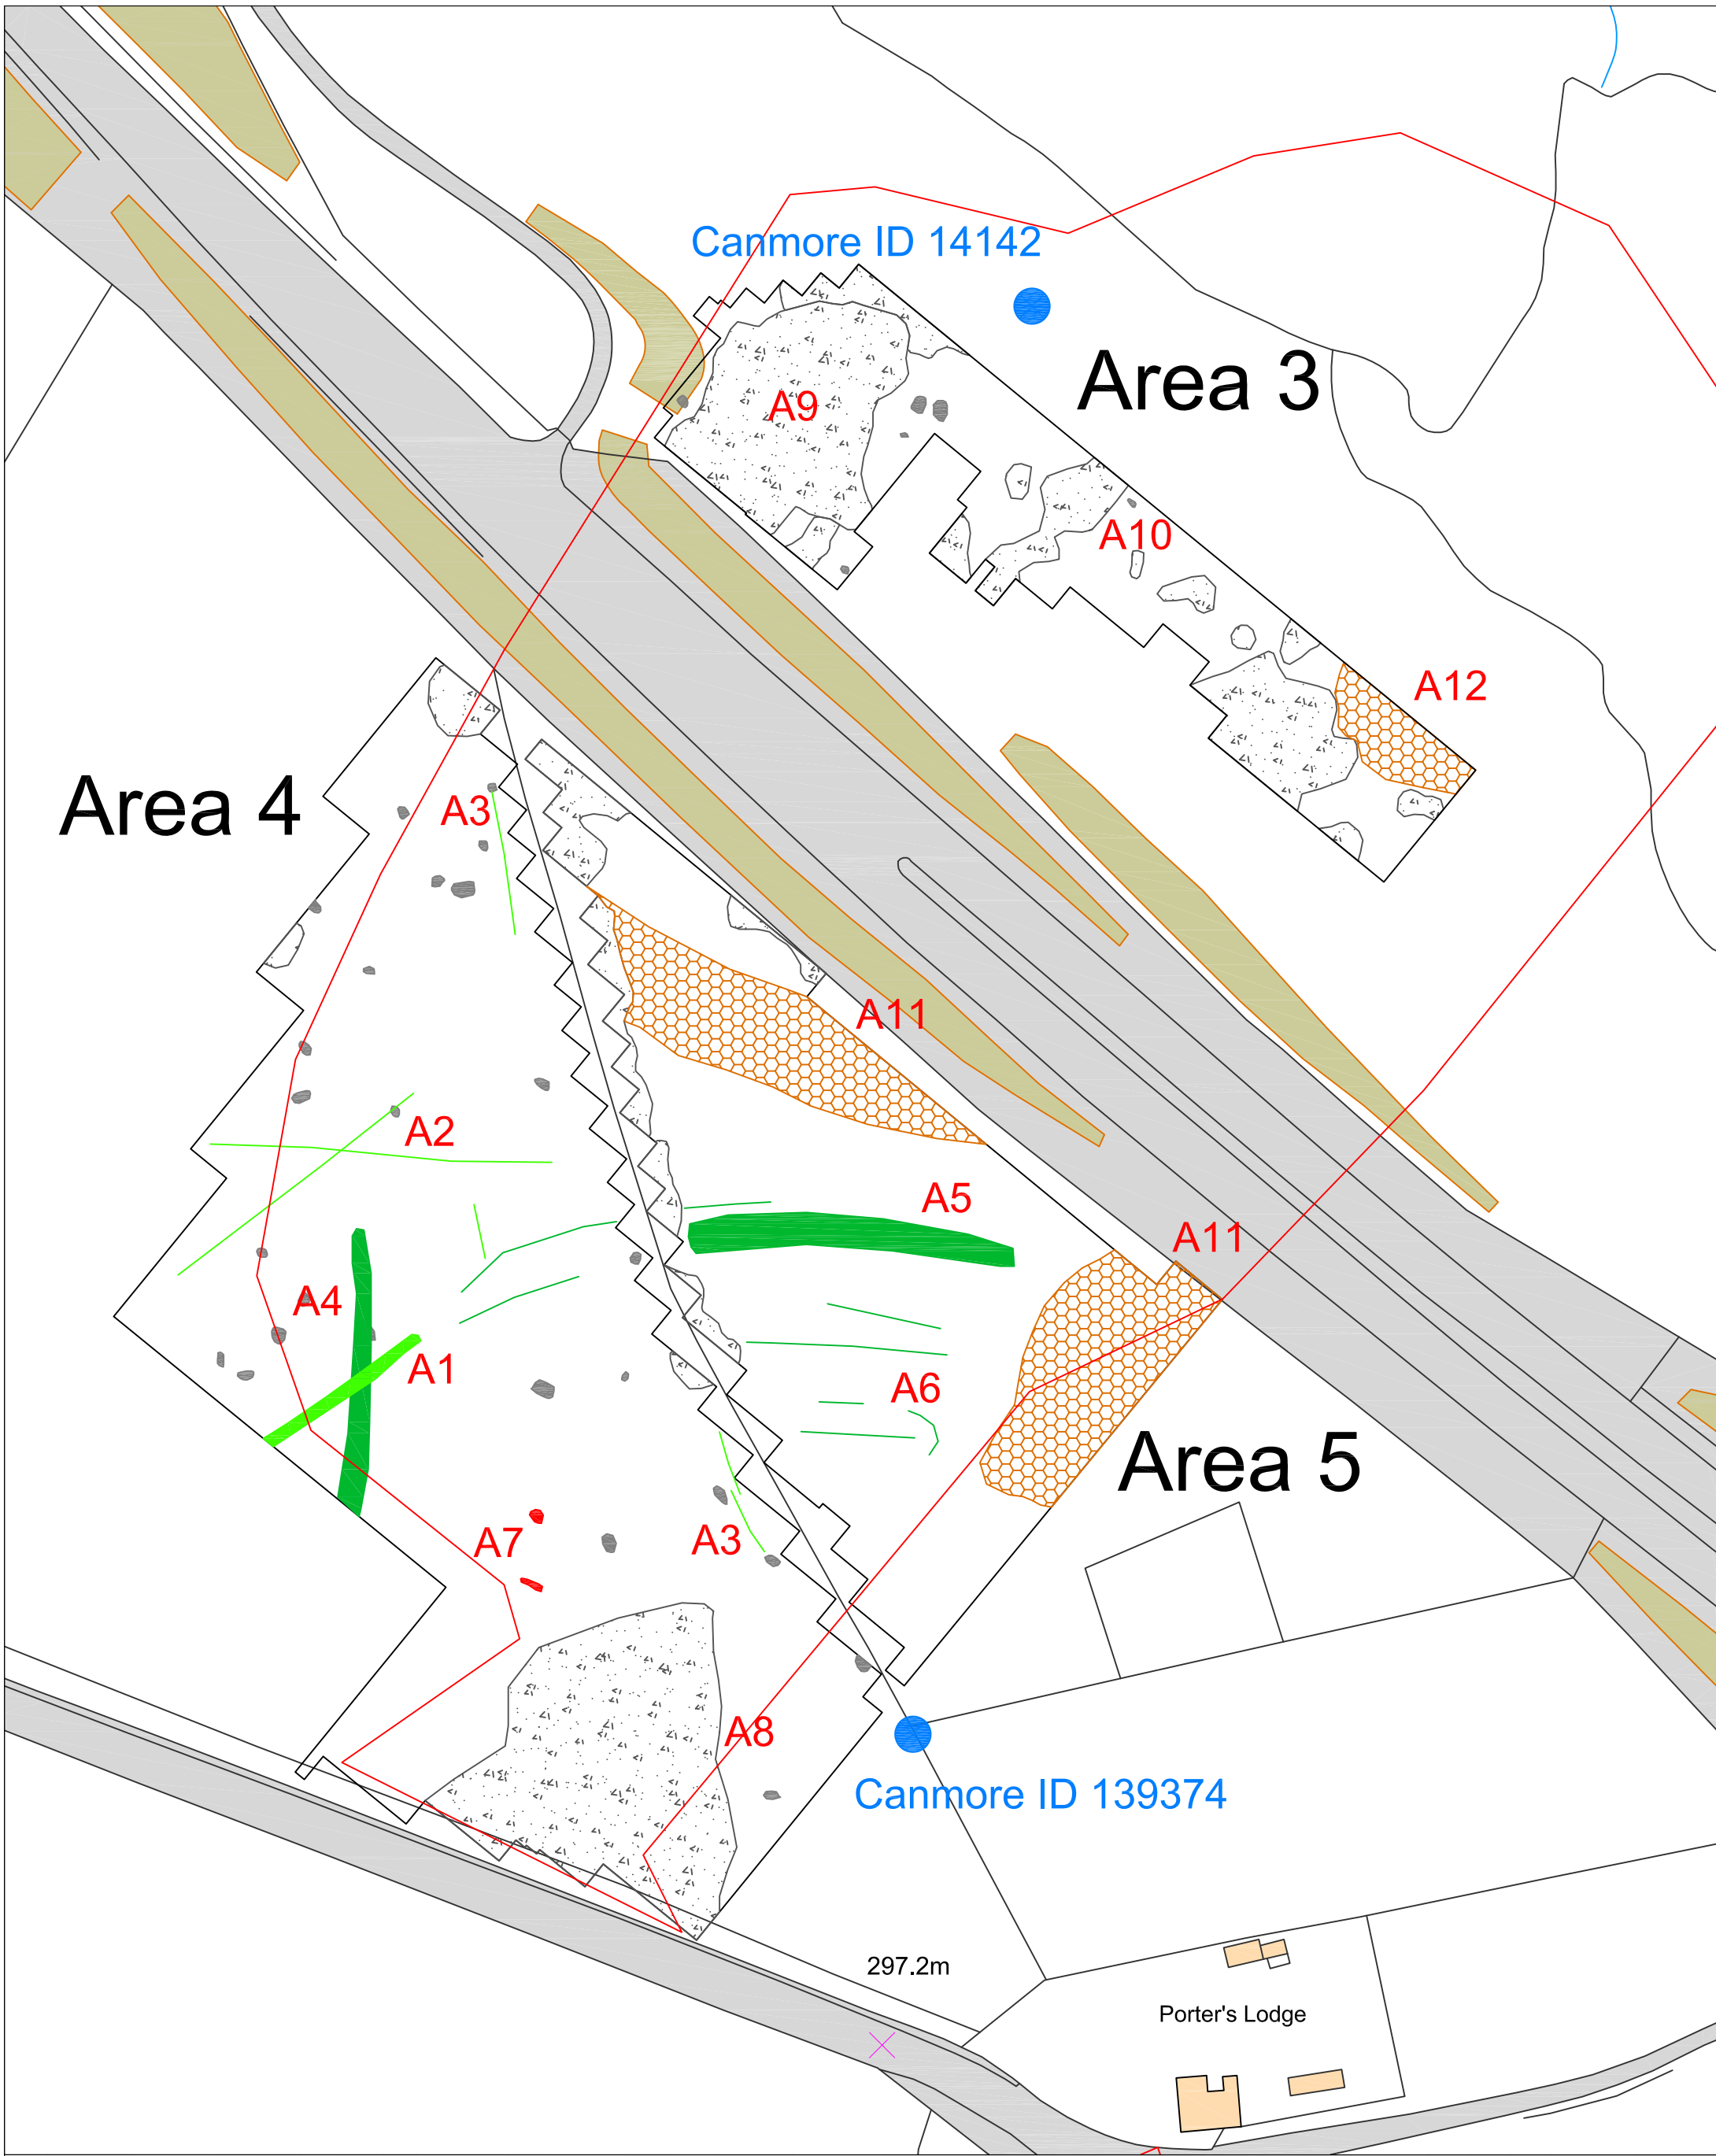 Canmore ID 14142
Area 3
A9
A10
A12
Area 4
A3
A11
A2
A5
A11
A4
A1
A6
Area 5
A7
A3
A8
Canmore ID 139374
297.2m
Porter's Lodge